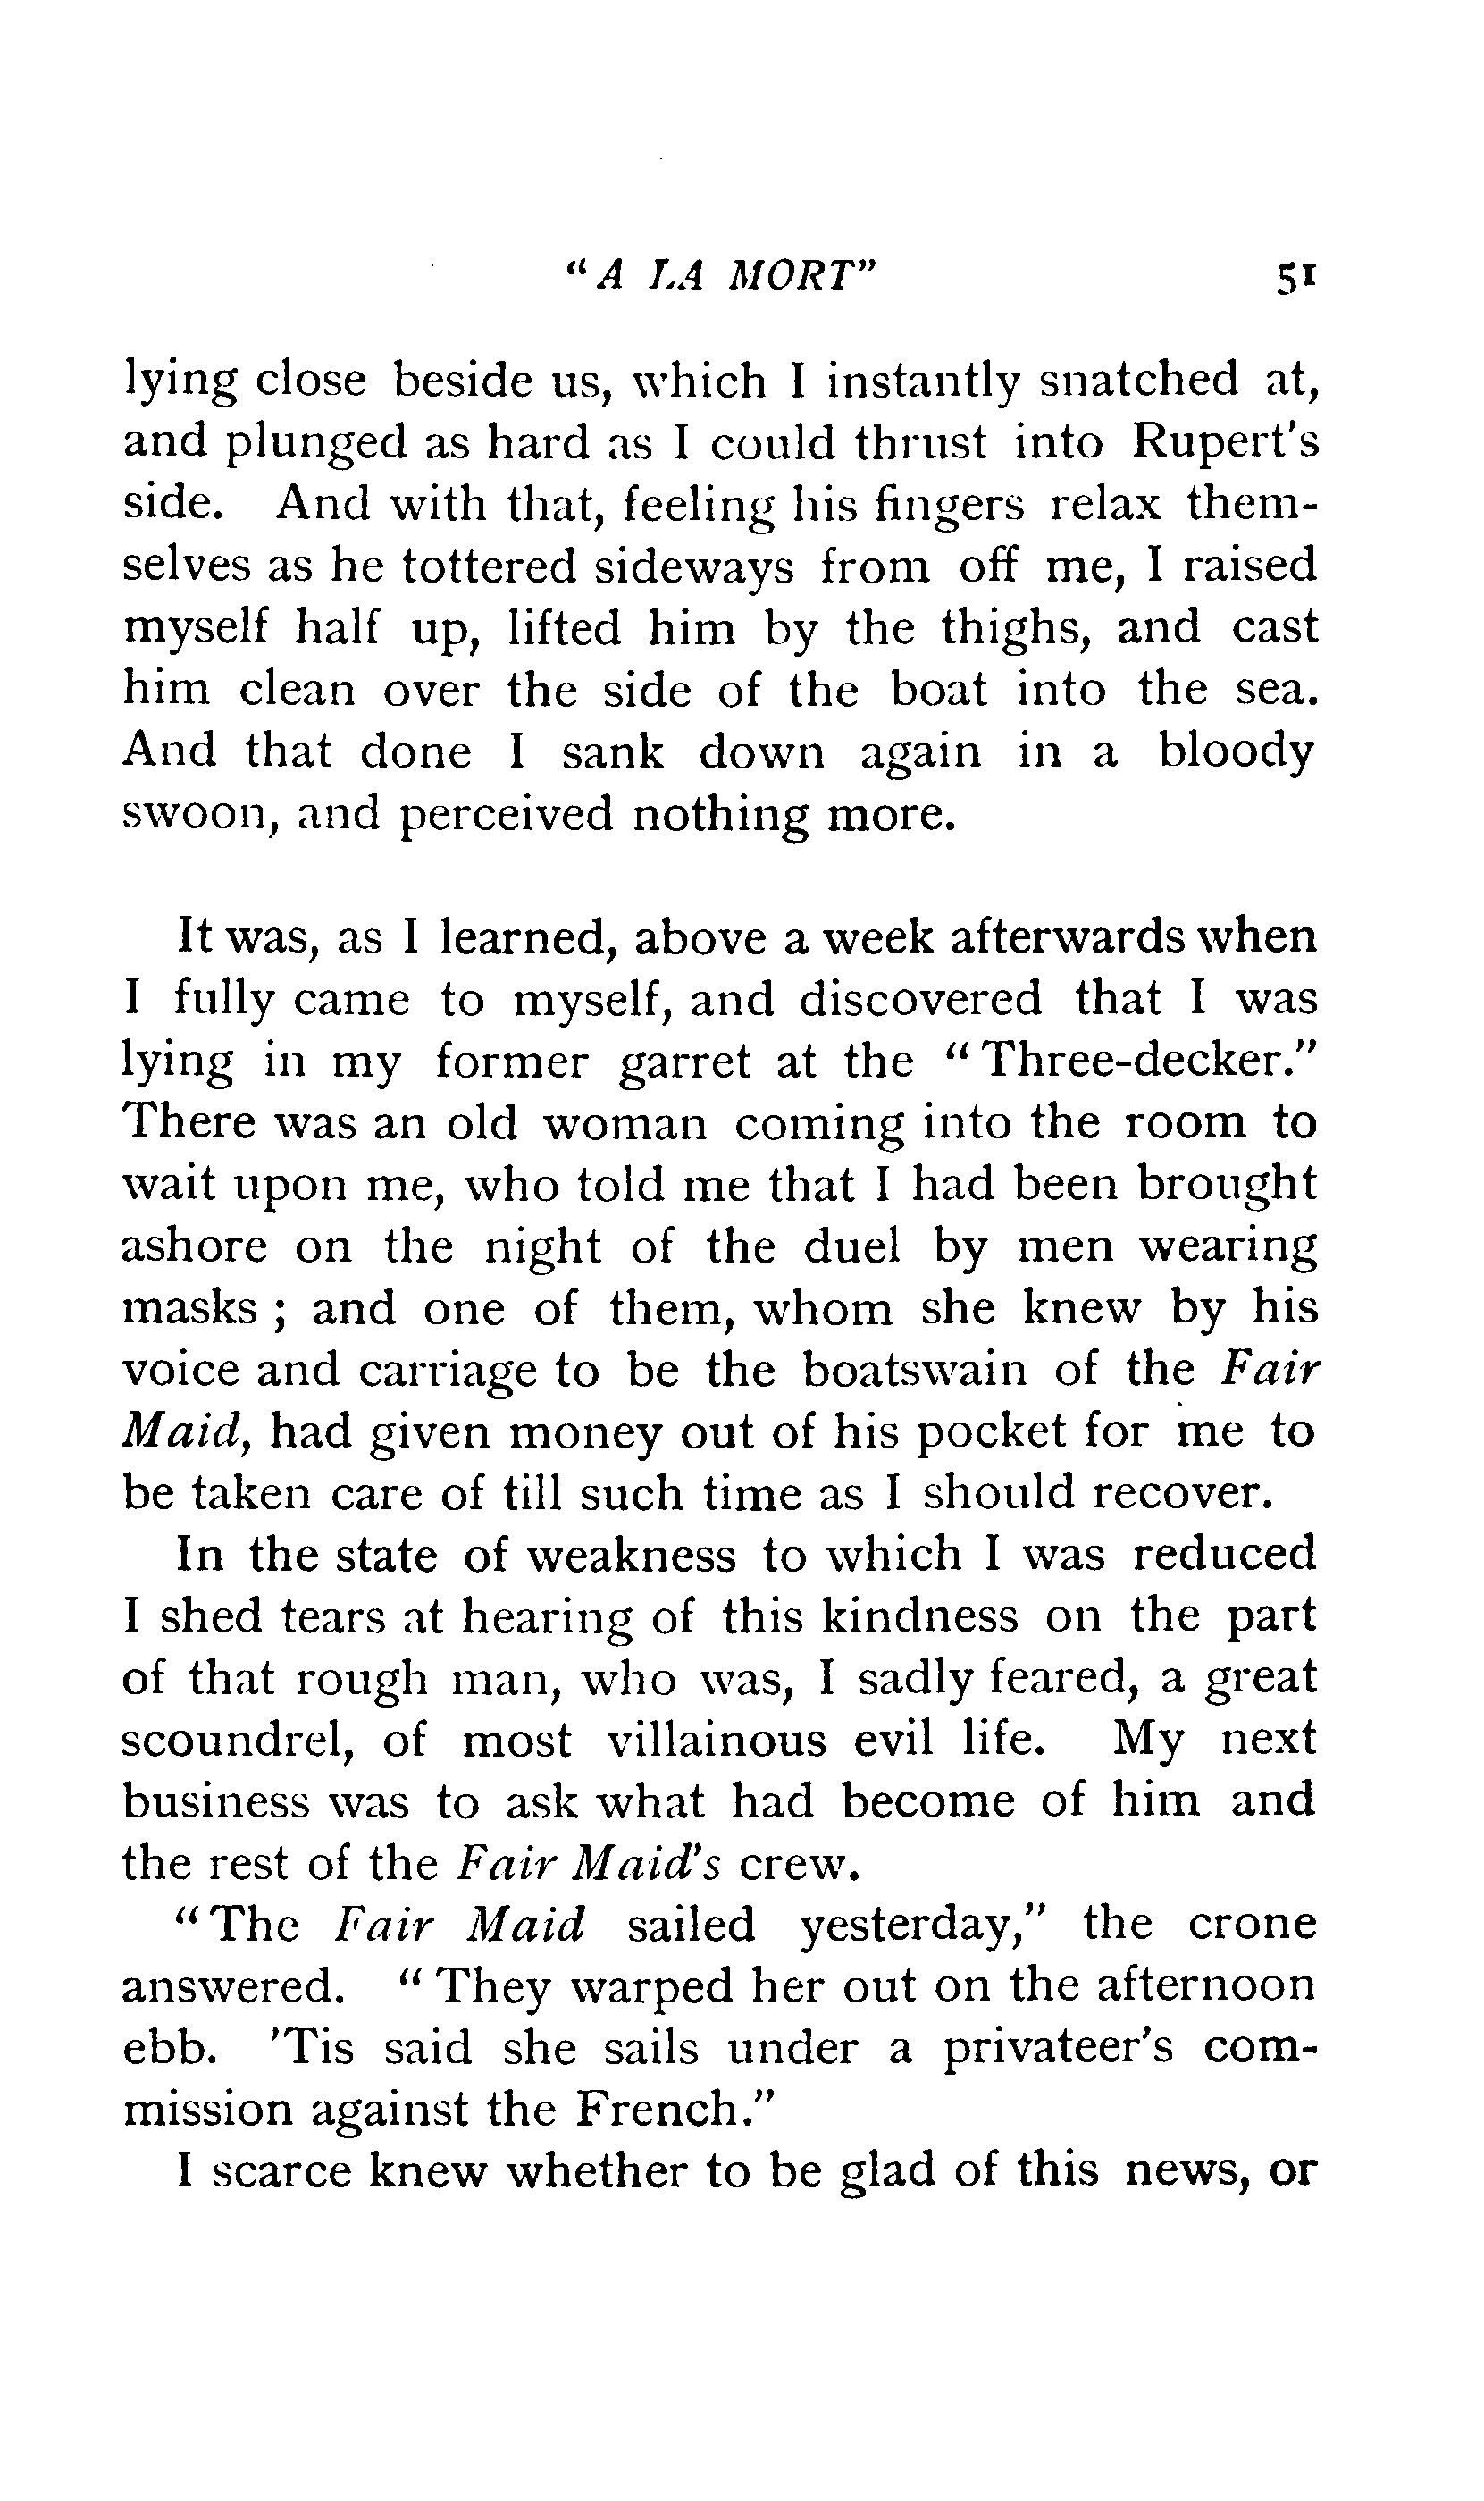 "A LA MORT" 51
lying close beside us, which I instantly snatched at,
and plunged as hard as I could thrust into Rupert's
side. And with that, feeling his fingers relax them-
selves as he tottered sideways from off me, I raised
myself half up, lifted him by the thighs, and cast
him clean over the side of the boat into the sea.
And that done I sank down again in a bloody
swoon, and perceived nothing more.
It was, as I learned, above a week afterwards when
I fully came to myself, and discovered that I was
lying in my former garret at the "Three-decker."
There was an old woman coming into the room to
wait upon me, who told me that I had been brought
ashore on the night of the duel by men wearing
masks ; and one of them, whom she knew by his
voice and carriage to be the boatswain of the Fair
Maid, had given money out of his pocket for me to
be taken care of till such time as I should recover.
In the state of weakness to which I was reduced
I shed tears at hearing of this kindness on the part
of that rough man, who was, I sadly feared, a great
scoundrel, of most villainous evil life. My next
business was to ask what had become of him and
the rest of the Fair Maid's crew.
"The Fair Maid sailed yesterday," the crone
answered. "They warped her out on the afternoon
ebb. 'Tis said she sails under a privateer's com-
mission against the French."
I scarce knew whether to be glad of this news, or